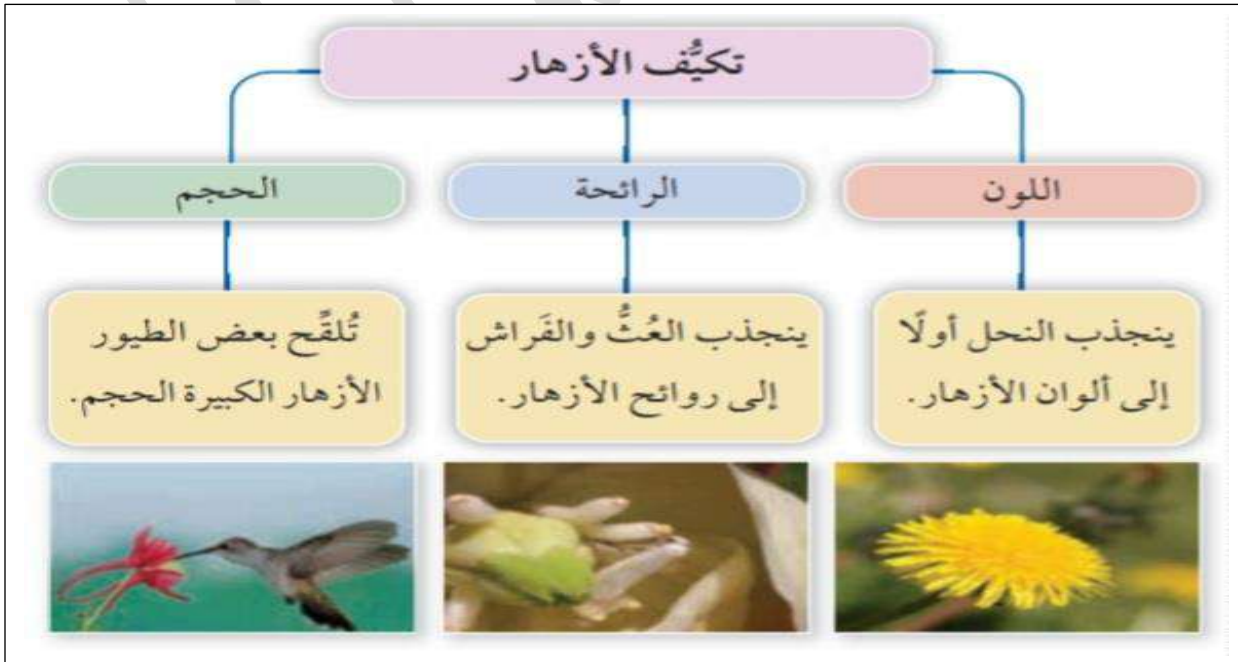 تكيُّف الأزهار
اللون
الرائحة
الحجم
ينجذب النحل أولًا
إلى ألوان الأزهار.
ينجذب العُثُّ والفَراش
إلى روائح الأزهار.
تُلقِّح بعض الطيور
الأزهار الكبيرة الحجم.